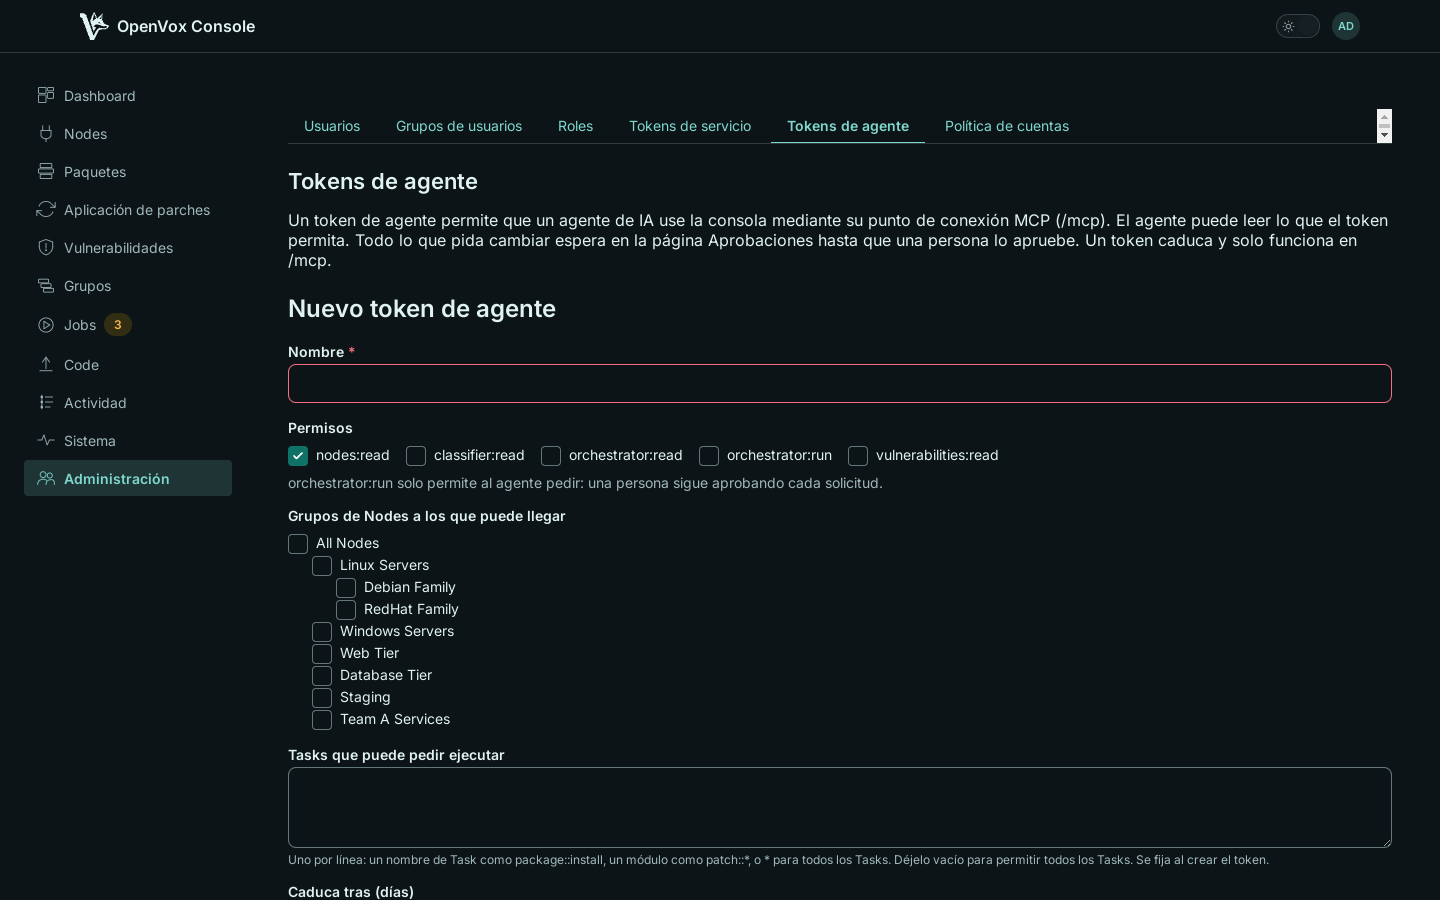 OpenVox Console
AD
Dashboard
Nodes
Paquetes
Aplicación de parches
Vulnerabilidades
Grupos
Jobs 3
Code
Actividad
Sistema
Administración
Usuarios Grupos de usuarios Roles Tokens de servicio Tokens de agente Política de cuentas
Tokens de agente
Un token de agente permite que un agente de IA use la consola mediante su punto de conexión MCP (/mcp). El agente puede leer lo que el token
permita. Todo lo que pida cambiar espera en la página Aprobaciones hasta que una persona lo apruebe. Un token caduca y solo funciona en
/mcp.
Nuevo token de agente
Nombre *
Permisos
nodes:read classifier:read orchestrator:read orchestrator:run vulnerabilities:read
orchestrator:run solo permite al agente pedir: una persona sigue aprobando cada solicitud.
Grupos de Nodes a los que puede llegar
All Nodes
Linux Servers
Debian Family
RedHat Family
Windows Servers
Web Tier
Database Tier
Staging
Team A Services
Tasks que puede pedir ejecutar
Uno por línea: un nombre de Task como package::install, un módulo como patch::*, o * para todos los Tasks. Déjelo vacío para permitir todos los Tasks. Se fija al crear el token.
Caduca tras (días)